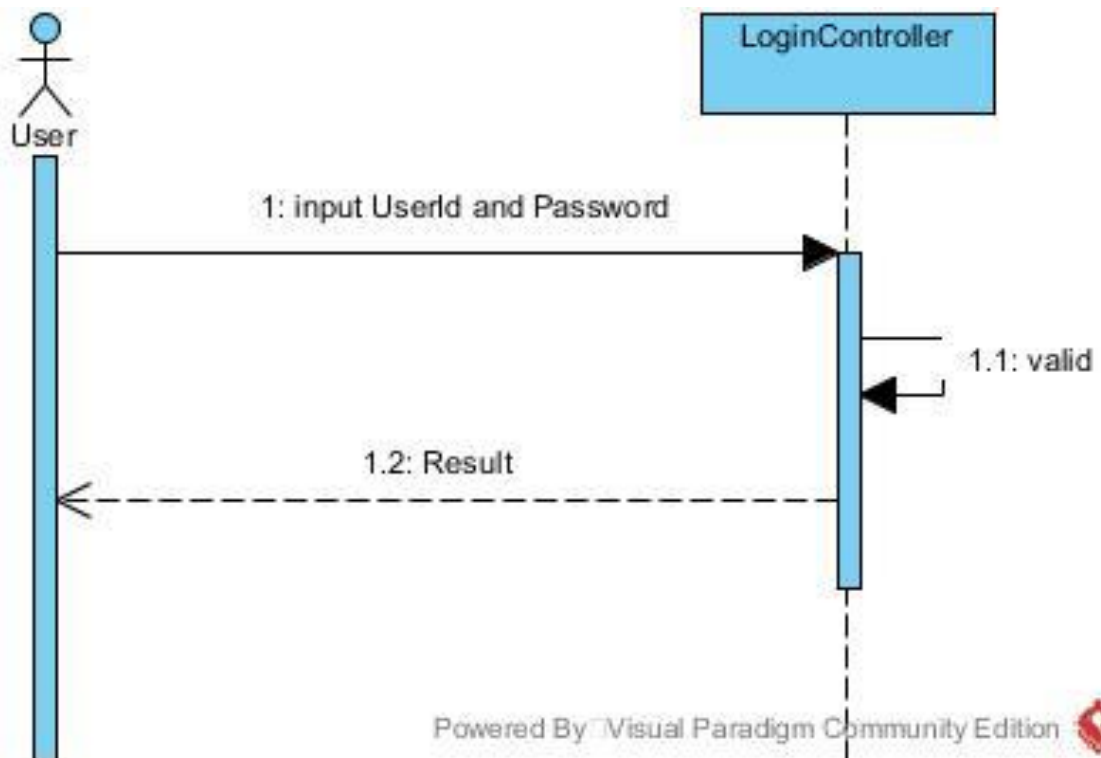 LoginController
User
1: input UserId and Password
1.1: valid
1.2: Result
Powered By Visual Paradigm Community Edition